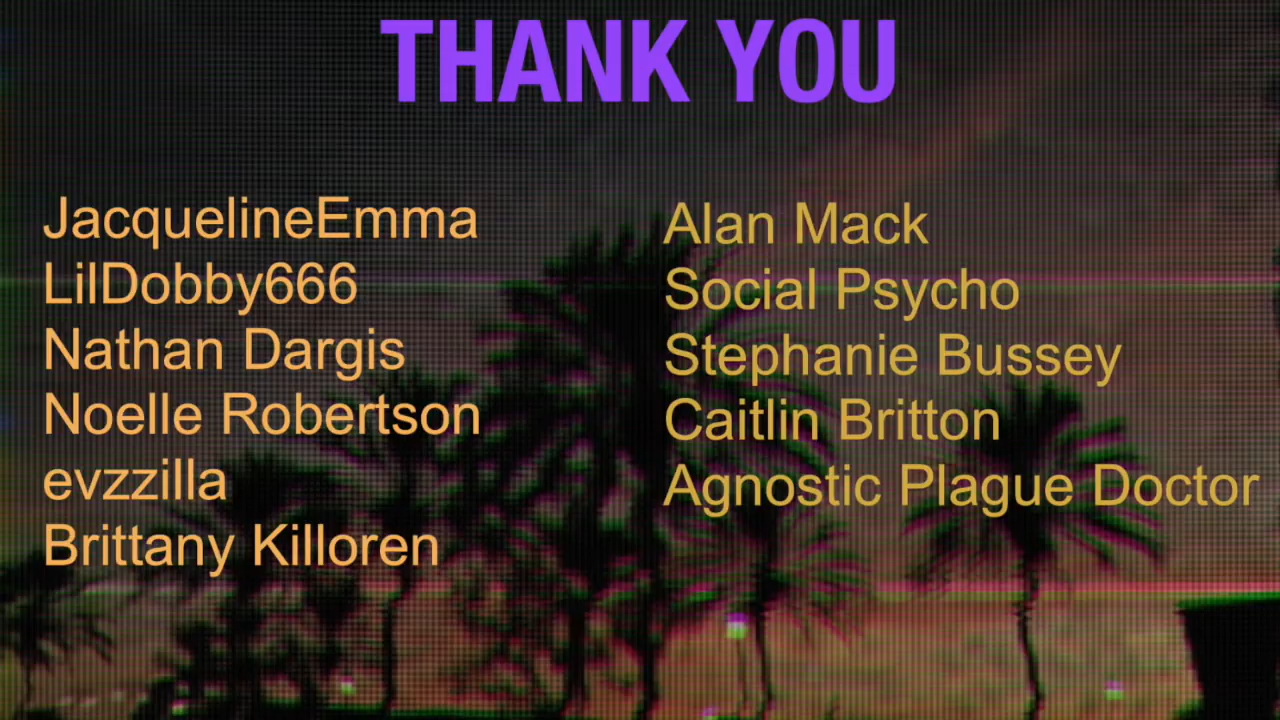 THANK YOU
JacquelineEmma
LilDobby666
Nathan Dargis
Noelle Robertson
evzzilla
Brittany Killoren
Alan Mack
Social Psycho
Stephanie Bussey
Caitlin Britton
Agnostic Plague Doctor